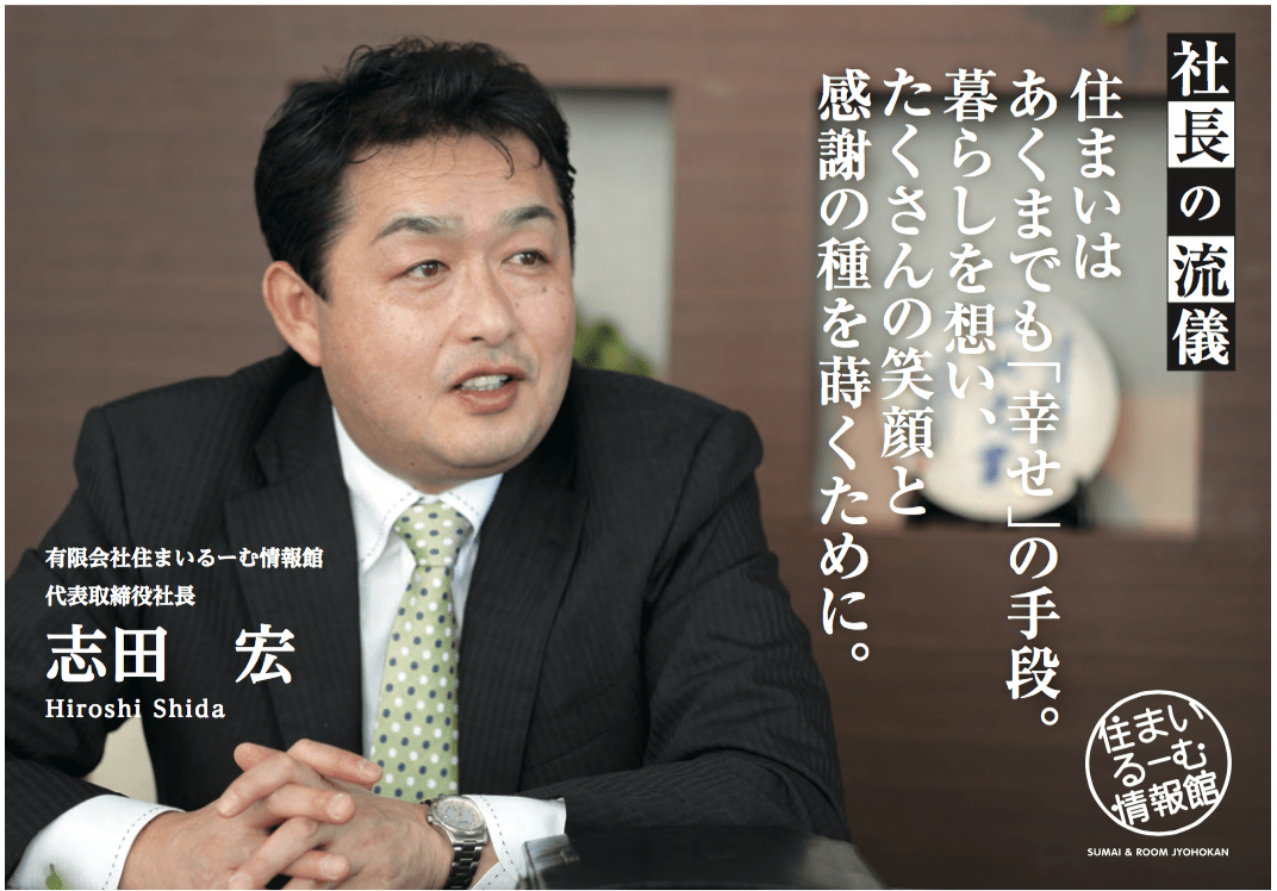 社長の流儀
住まいは
あくまでも「幸せ」の手段。
暮らしを想い、
たくさんの笑顔と
感謝の種を蒔くために。
有限会社住まいるーむ情報館
代表取締役社長
志田 宏
Hiroshi Shida
住まい
るーむ
情報館
SUMAI & ROOM JYOHOKAN